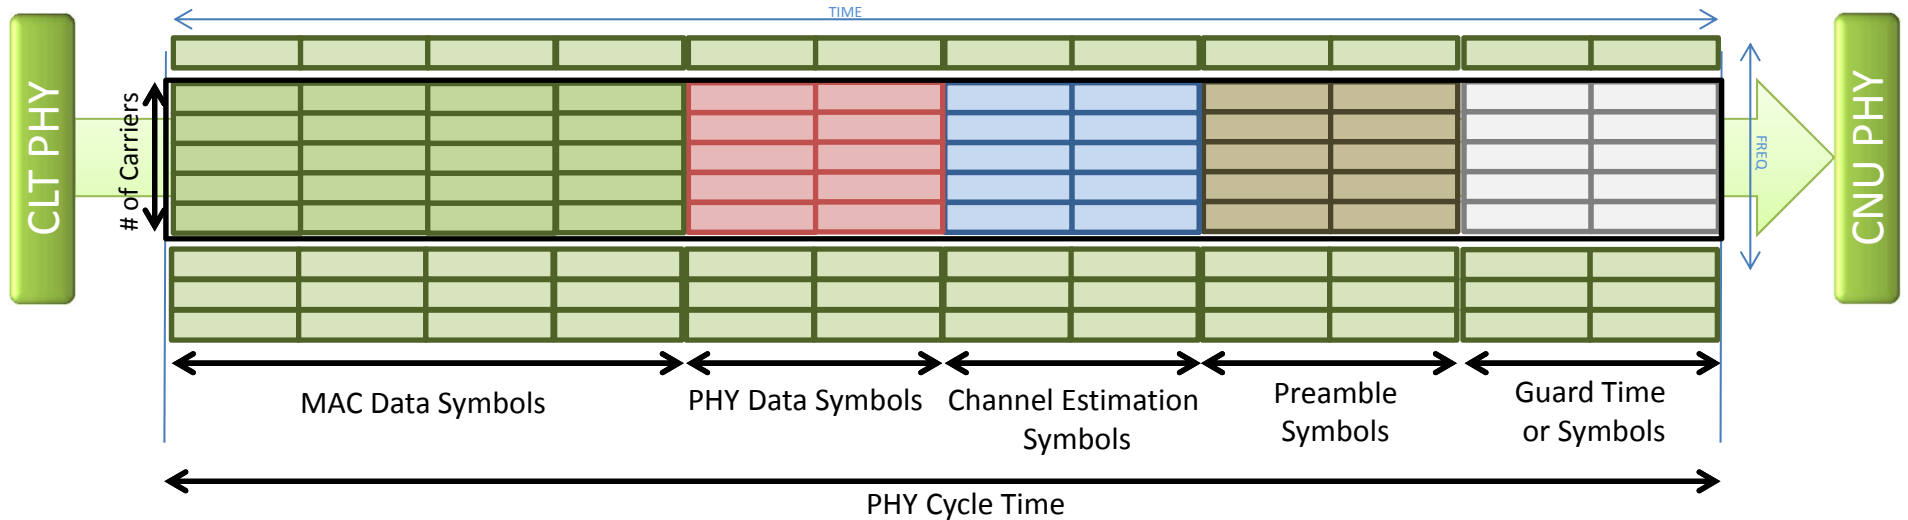 TIME
CLT PHY
# of Carriers
FREQ
CNU PHY
MAC Data Symbols
PHY Data Symbols
Channel Estimation
Symbols
Preamble
Symbols
Guard Time
or Symbols
PHY Cycle Time